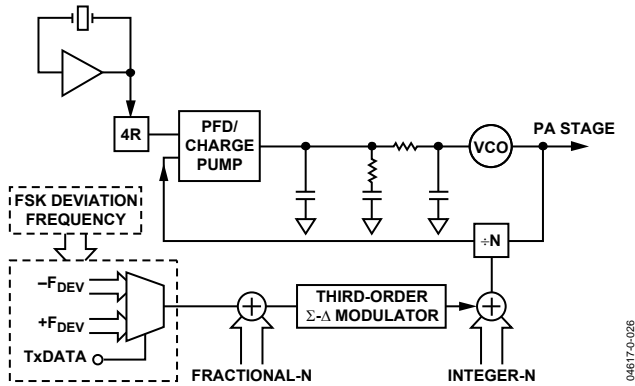 4R
PFD/
CHARGE
PUMP
VCO
PA STAGE
FSK DEVIATION
FREQUENCY
÷N
–FDEV
+FDEV
TxDATA
THIRD-ORDER
Σ-Δ MODULATOR
FRACTIONAL-N
INTEGER-N
04617-0-026